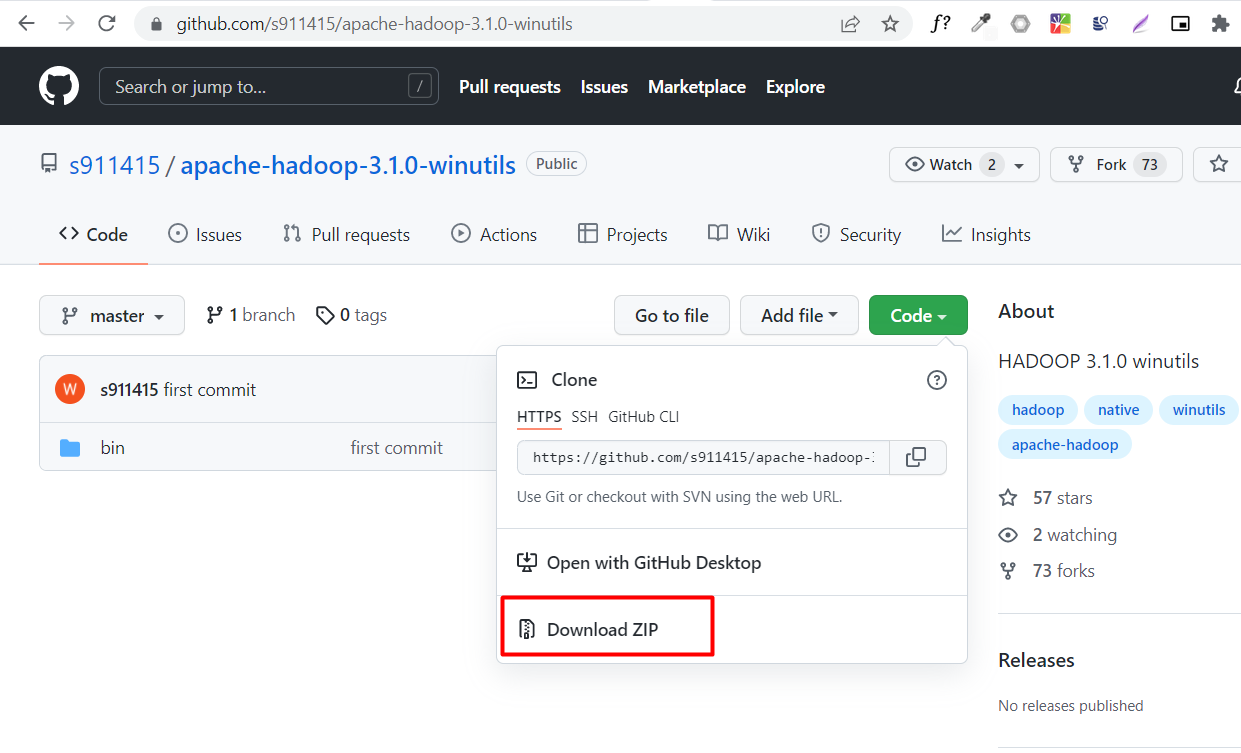 github.com/s911415/apache-hadoop-3.1.0-winutils
f?
Search or jump to... /
Pull requests Issues Marketplace Explore
s911415 / apache-hadoop-3.1.0-winutils Public
Watch 2
Fork 73
Code Issues Pull requests Actions Projects Wiki Security Insights
master
1 branch
0 tags
Go to file
Add file
Code
W s911415 first commit
bin first commit
Clone
HTTPS SSH GitHub CLI
https://github.com/s911415/apache-hadoop-3
Use Git or checkout with SVN using the web URL.
Open with GitHub Desktop
Download ZIP
About
HADOOP 3.1.0 winutils
hadoop native winutils
apache-hadoop
57 stars
2 watching
73 forks
Releases
No releases published